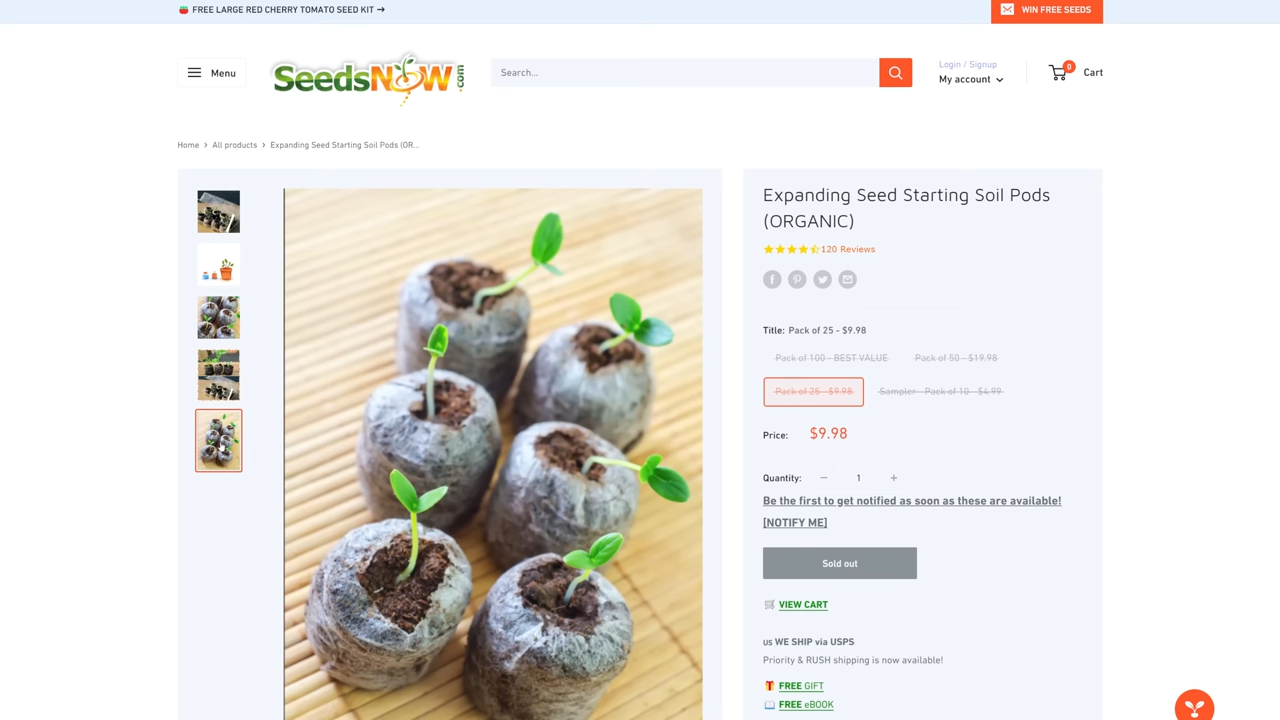 FREE LARGE RED CHERRY TOMATO SEED KIT →
WIN FREE SEEDS
Menu
SeedsNOW.com
Search...
Login / Signup
My account
0
Cart
Home > All products > Expanding Seed Starting Soil Pods (OR...
Expanding Seed Starting Soil Pods
(ORGANIC)
120 Reviews
Title: Pack of 25 - $9.98
Pack of 100 - BEST VALUE
Pack of 50 - $19.98
Pack of 25 - $9.98
Sampler - Pack of 10 - $4.99
Price: $9.98
Quantity: − 1 +
Be the first to get notified as soon as these are available!
[NOTIFY ME]
Sold out
VIEW CART
us WE SHIP via USPS
Priority & RUSH shipping is now available!
FREE GIFT
FREE eBOOK